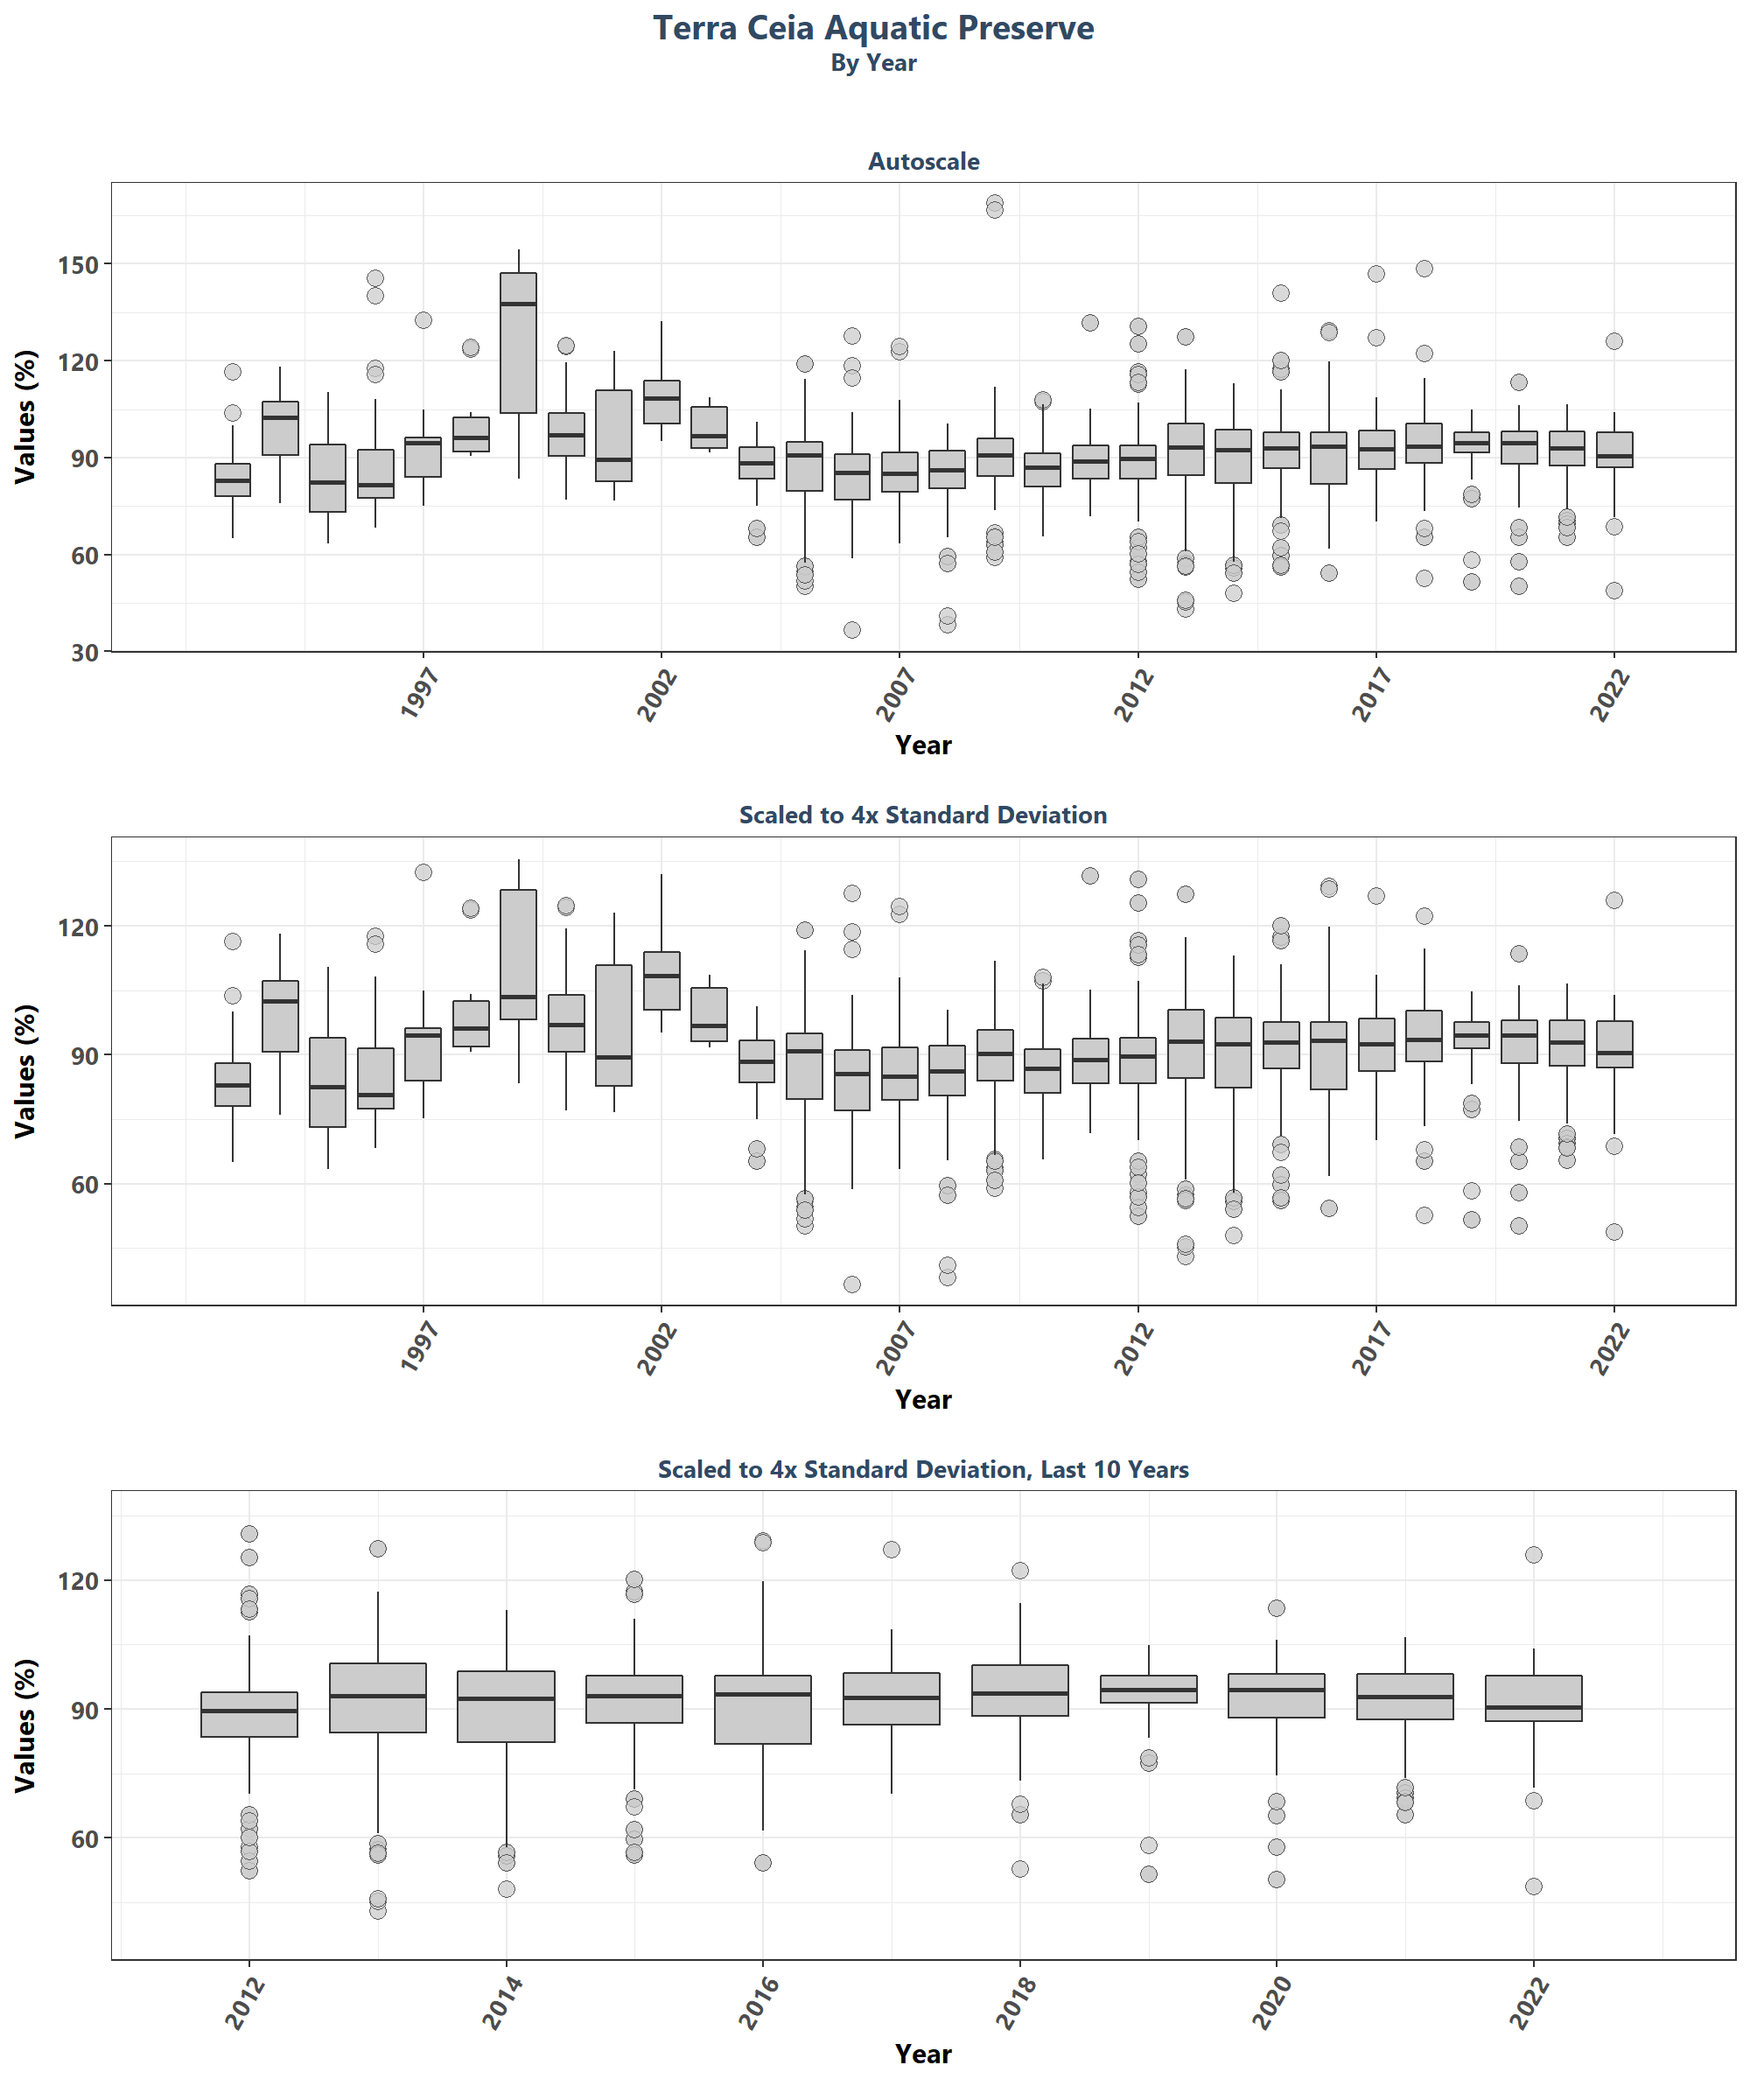 Terra Ceia Aquatic Preserve
By Year
Autoscale
Values (%)
150
120
90
60
30
1997
2002
2007
2012
2017
2022
Year
Scaled to 4x Standard Deviation
Values (%)
120
90
60
1997
2002
2007
2012
2017
2022
Year
Scaled to 4x Standard Deviation, Last 10 Years
Values (%)
120
90
60
2012
2014
2016
2018
2020
2022
Year